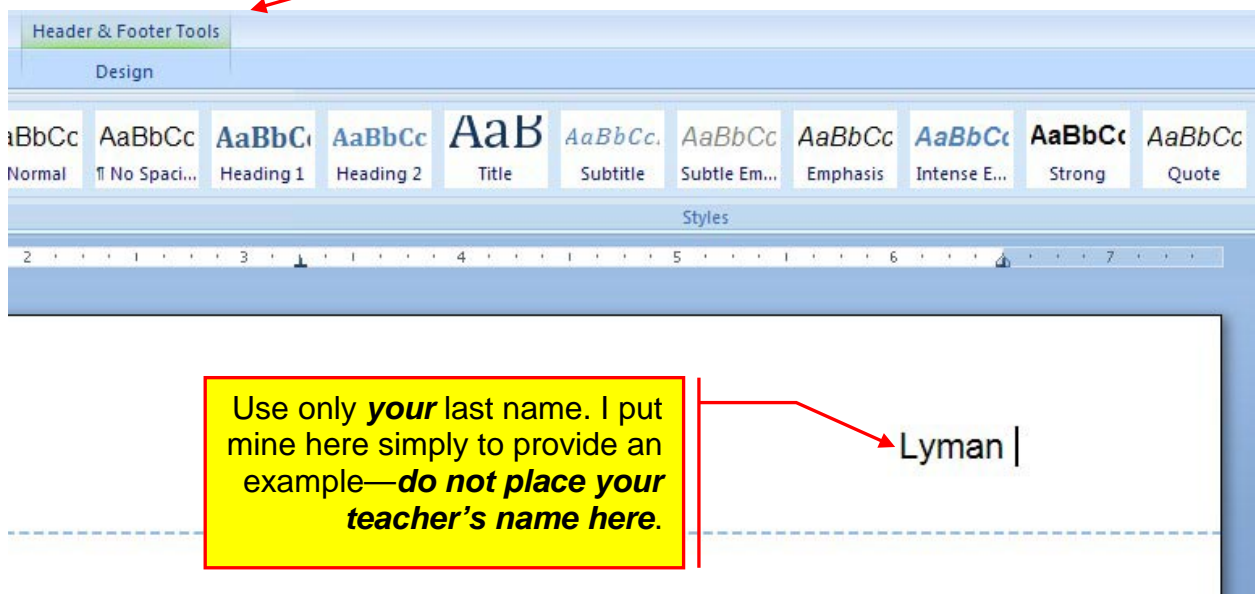 Header & Footer Tools
Design
aBbCc AaBbCc AaBbC AaBbCc AaB AaBbCc. AaBbCc AaBbCc AaBbCc AaBbCc AaBbCc
Normal ¶ No Spaci... Heading 1 Heading 2 Title Subtitle Subtle Em... Emphasis Intense E... Strong Quote
Styles
2 3 4 5 6 7
Use only your last name. I put
mine here simply to provide an
example—do not place your
teacher’s name here.
Lyman